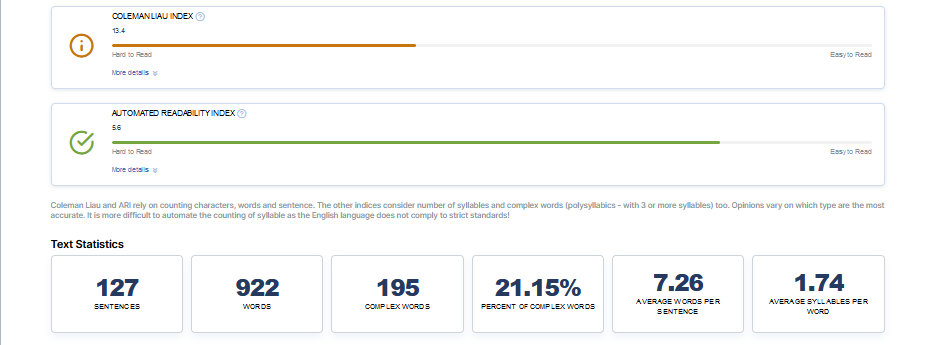 COLEMAN LIAU INDEX ?
13.4
Hard to Read Easy to Read
More details
AUTOMATED READABILITY INDEX ?
5.6
Hard to Read Easy to Read
More details
Coleman Liau and ARI rely on counting characters, words and sentence. The other indices consider number of syllables and complex words (polysyllabics - with 3 or more syllables) too. Opinions vary on which type are the most
accurate. It is more difficult to automate the counting of syllable as the English language does not comply to strict standards!
Text Statistics
127
SENTENCES
922
WORDS
195
COMPLEX WORDS
21.15%
PERCENT OF COMPLEX WORDS
7.26
AVERAGE WORDS PER
SENTENCE
1.74
AVERAGE SYLLABLES PER
WORD